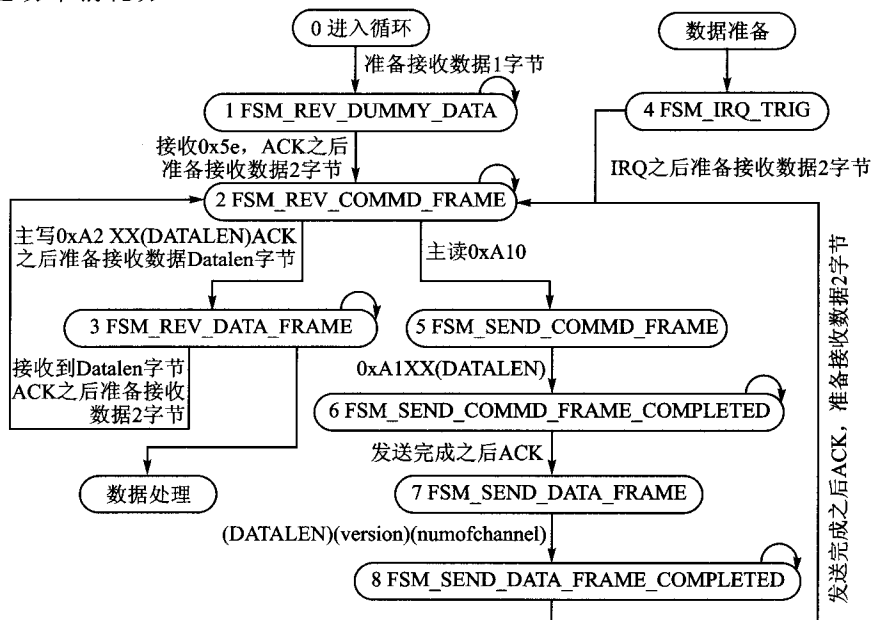 0 进入循环
数据准备
准备接收数据1字节
1 FSM_REV_DUMMY_DATA
4 FSM_IRQ_TRIG
接收0x5e，ACK之后
准备接收数据2字节
IRQ之后准备接收数据2字节
2 FSM_REV_COMMD_FRAME
主写0xA2 XX(DATALEN)ACK
之后准备接收数据Datalen字节
主读0xA10
3 FSM_REV_DATA_FRAME
5 FSM_SEND_COMMD_FRAME
接收到Datalen字节
ACK之后准备接收
数据2字节
0xA1XX(DATALEN)
6 FSM_SEND_COMMD_FRAME_COMPLETED
发送完成之后ACK
数据处理
7 FSM_SEND_DATA_FRAME
(DATALEN)(version)(numofchannel)
8 FSM_SEND_DATA_FRAME_COMPLETED
发送完成之后ACK，准备接收数据2字节